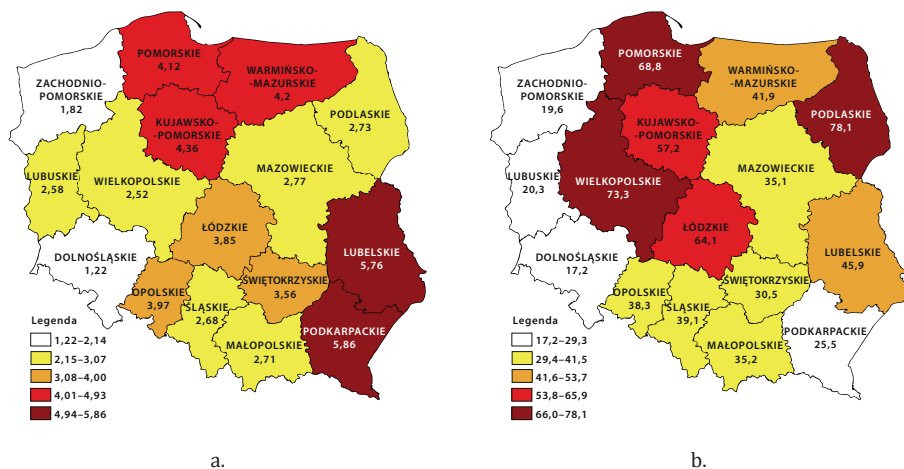 POMORSKIE
4,12
WARMIŃSKO-
-MAZURSKIE
4,2
ZACHODNIO-
POMORSKIE
1,82
KUJAWSKO-
-POMORSKIE
4,36
PODLASKIE
2,73
LUBUSKIE
2,58
WIELKOPOLSKIE
2,52
MAZOWIECKIE
2,77
ŁÓDZKIE
3,85
LUBELSKIE
5,76
DOLNOŚLĄSKIE
1,22
OPOLSKIE
3,97
ŚLĄSKIE
2,68
ŚWIĘTOKRZYSKIE
3,56
MAŁOPOLSKIE
2,71
PODKARPACKIE
5,86
Legenda
1,22–2,14
2,15–3,07
3,08–4,00
4,01–4,93
4,94–5,86
a.
POMORSKIE
68,8
WARMIŃSKO-
-MAZURSKIE
41,9
ZACHODNIO-
POMORSKIE
19,6
KUJAWSKO-
-POMORSKIE
57,2
PODLASKIE
78,1
LUBUSKIE
20,3
WIELKOPOLSKIE
73,3
MAZOWIECKIE
35,1
ŁÓDZKIE
64,1
LUBELSKIE
45,9
DOLNOŚLĄSKIE
17,2
OPOLSKIE
38,3
ŚLĄSKIE
39,1
ŚWIĘTOKRZYSKIE
30,5
MAŁOPOLSKIE
35,2
PODKARPACKIE
25,5
Legenda
17,2–29,3
29,4–41,5
41,6–53,7
53,8–65,9
66,0–78,1
b.